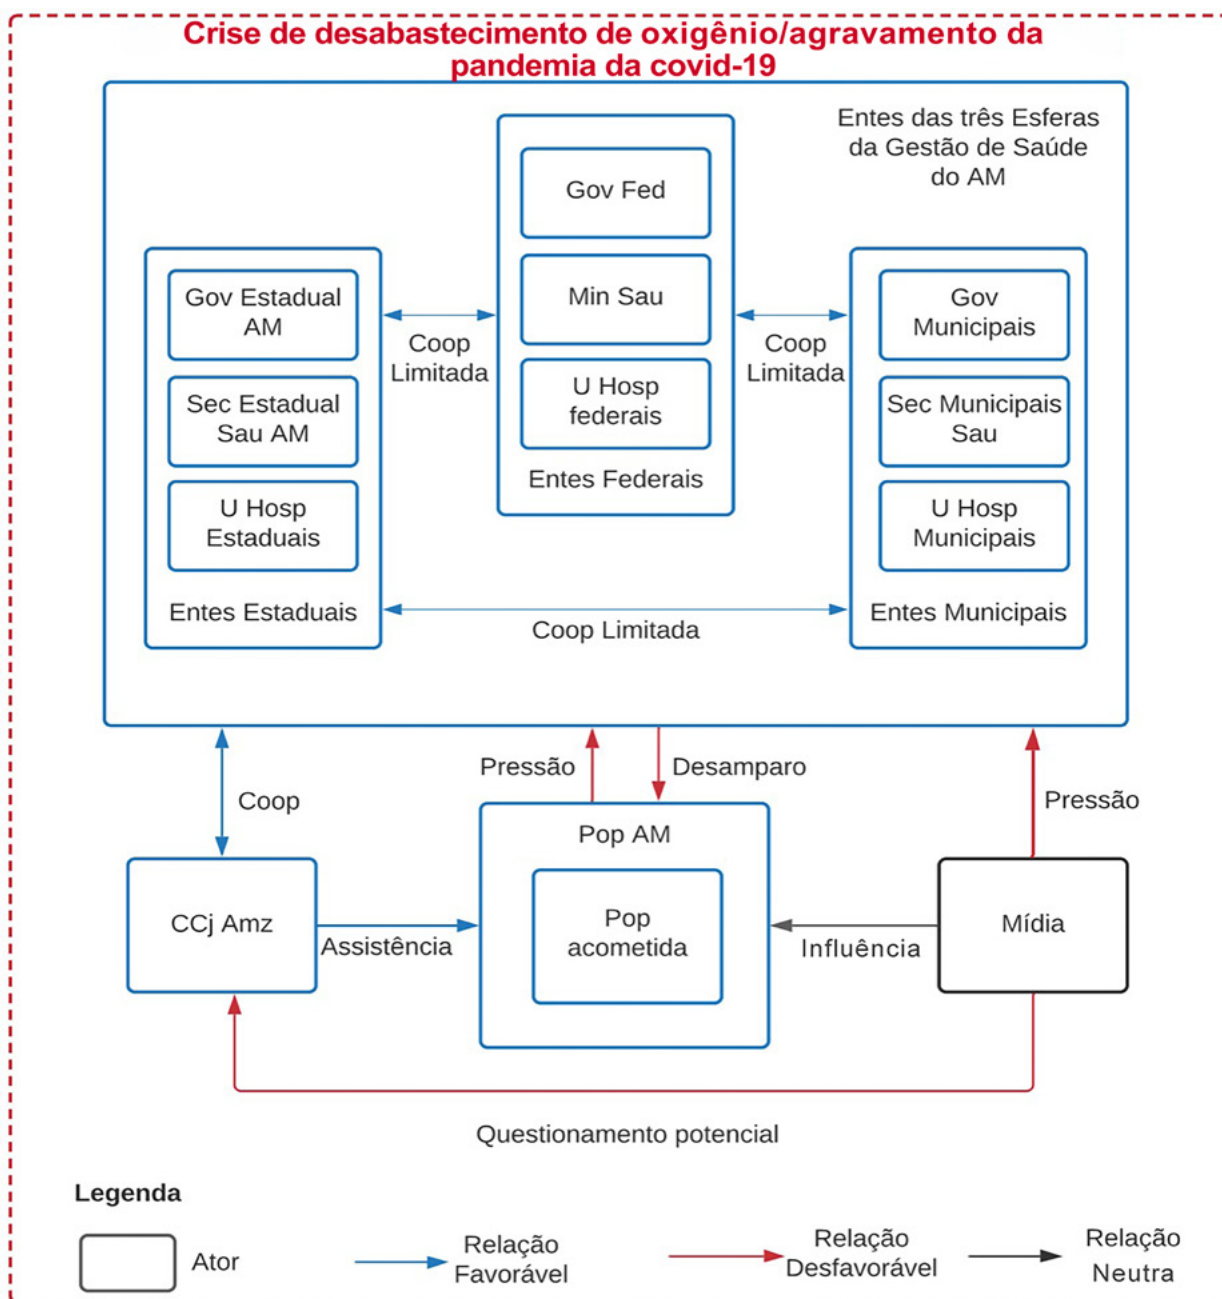 Crise de desabastecimento de oxigênio/agravamento da
pandemia da covid-19
Entes das três Esferas
da Gestão de Saúde
do AM
Gov Fed
Min Sau
U Hosp
federais
Entes Federais
Gov Estadual
AM
Sec Estadual
Sau AM
U Hosp
Estaduais
Entes Estaduais
Coop
Limitada
Coop
Limitada
Gov
Municipais
Sec Municipais
Sau
U Hosp
Municipais
Entes Municipais
Coop Limitada
Coop
Pressão
Desamparo
Pressão
CCj Amz
Assistência
Pop AM
Pop
acometida
Influência
Mídia
Questionamento potencial
Legenda
Ator
Relação
Favorável
Relação
Desfavorável
Relação
Neutra